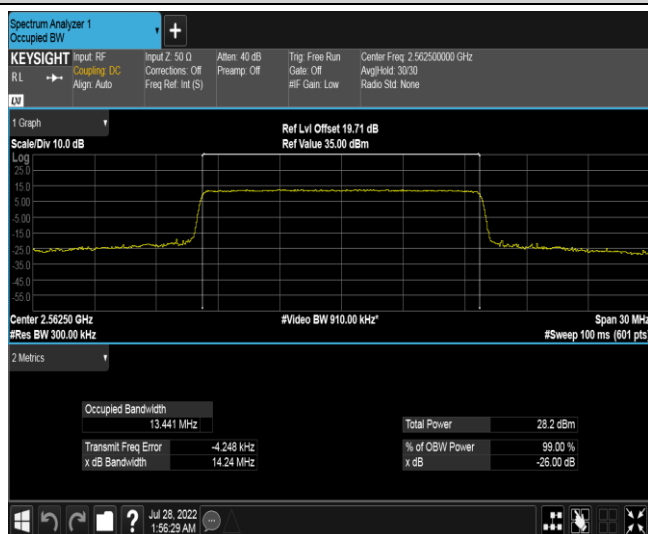 Spectrum Analyzer 1
Occupied BW
+
KEYSIGHT
RL
LXI
Input: RF
Coupling: DC
Align: Auto
Input Z: 50 Ω
Corrections: Off
Freq Ref: Int (S)
Atten: 40 dB
Preamp: Off
Trig: Free Run
Gate: Off
#IF Gain: Low
Center Freq: 2.562500000 GHz
Avg|Hold: 30/30
Radio Std: None
1 Graph
Scale/Div 10.0 dB
Ref Lvl Offset 19.71 dB
Ref Value 35.00 dBm
Log
25.0
15.0
5.00
-5.00
-15.0
-25.0
-35.0
-45.0
-55.0
Center 2.56250 GHz
#Res BW 300.00 kHz
#Video BW 910.00 kHz*
Span 30 MHz
#Sweep 100 ms (601 pts)
2 Metrics
Occupied Bandwidth
13.441 MHz
Transmit Freq Error -4.248 kHz
x dB Bandwidth 14.24 MHz
Total Power 28.2 dBm
% of OBW Power 99.00 %
x dB -26.00 dB
?
Jul 28, 2022
1:56:29 AM